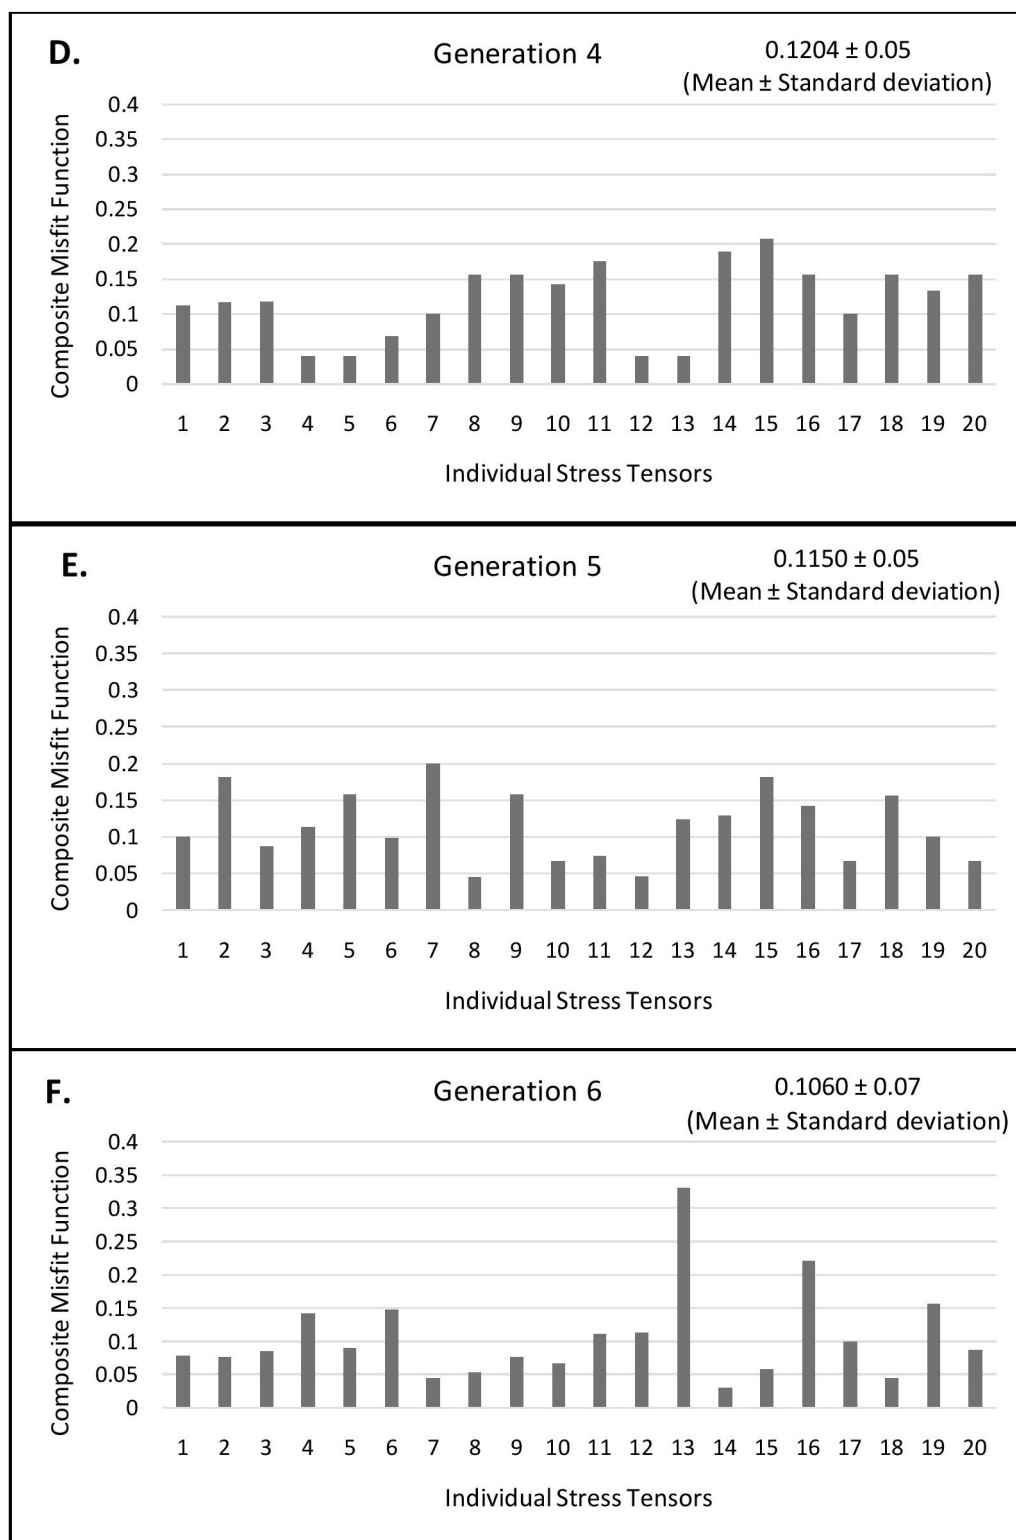 D.
Generation 4
0.1204 ± 0.05
(Mean ± Standard deviation)
Composite Misfit Function
0.4
0.35
0.3
0.25
0.2
0.15
0.1
0.05
0
1 2 3 4 5 6 7 8 9 10 11 12 13 14 15 16 17 18 19 20
Individual Stress Tensors
E.
Generation 5
0.1150 ± 0.05
(Mean ± Standard deviation)
Composite Misfit Function
0.4
0.35
0.3
0.25
0.2
0.15
0.1
0.05
0
1 2 3 4 5 6 7 8 9 10 11 12 13 14 15 16 17 18 19 20
Individual Stress Tensors
F.
Generation 6
0.1060 ± 0.07
(Mean ± Standard deviation)
Composite Misfit Function
0.4
0.35
0.3
0.25
0.2
0.15
0.1
0.05
0
1 2 3 4 5 6 7 8 9 10 11 12 13 14 15 16 17 18 19 20
Individual Stress Tensors